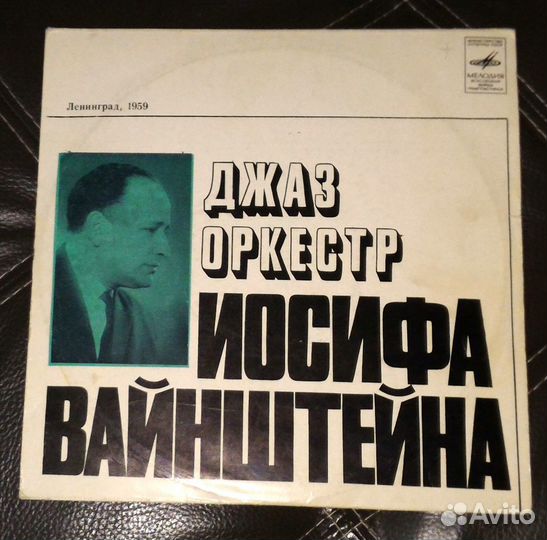 МЕЛОДИЯ
Ленинград, 1959
ДЖАЗ
ОРКЕСТР
ИОСИФА
ВАЙНШТЕЙНА
Avito